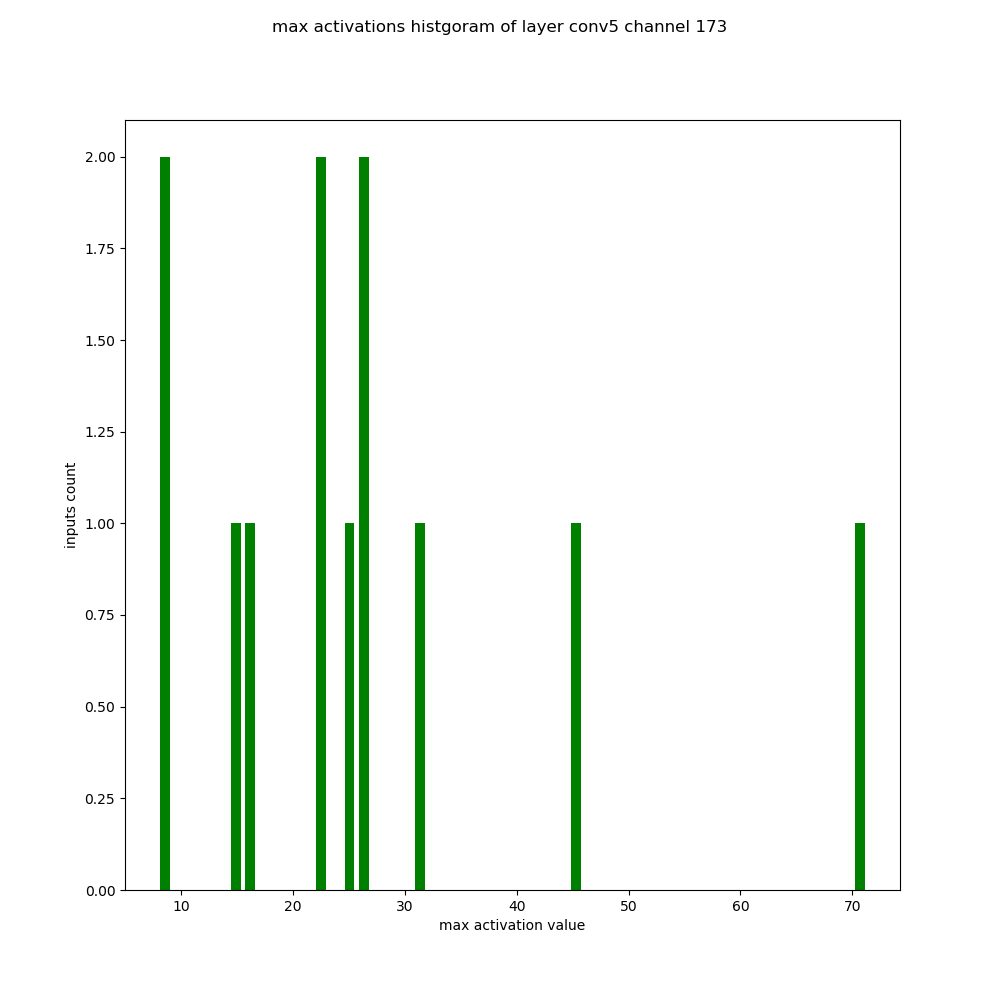 max activations histgoram of layer conv5 channel 173
2.00
1.75
1.50
1.25
1.00
0.75
0.50
0.25
0.00
inputs count
10 20 30 40 50 60 70
max activation value